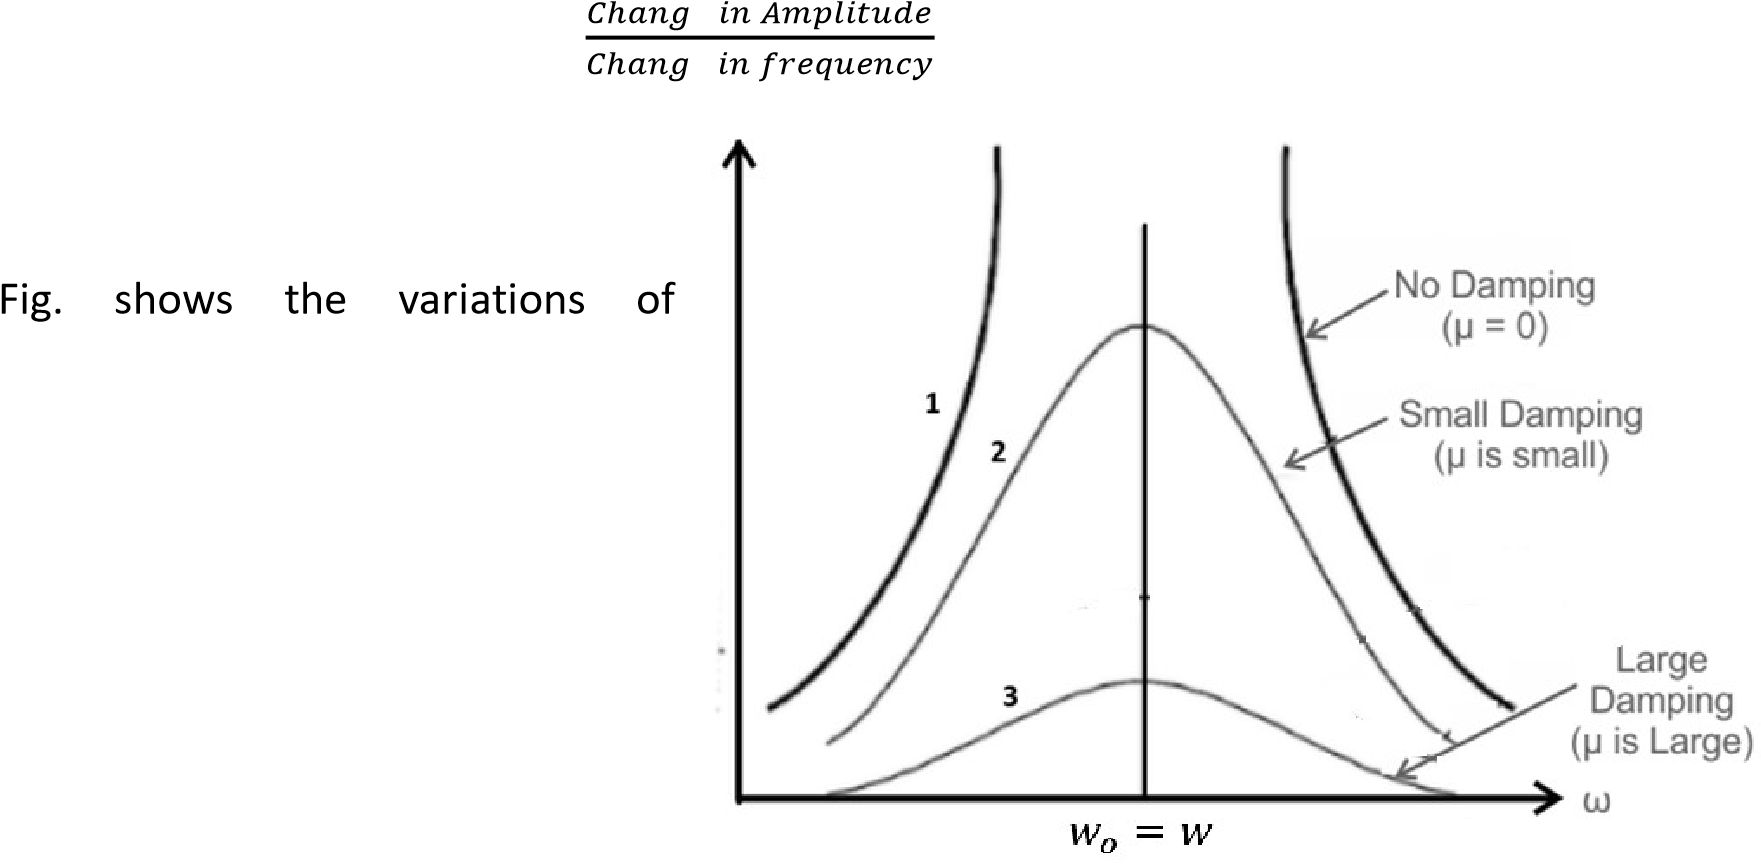 Chang in Amplitude
Chang in frequency
Fig. shows the variations of
No Damping
(μ = 0)
1
Small Damping
(μ is small)
2
Large
Damping
(μ is Large)
3
ω
wₒ = w